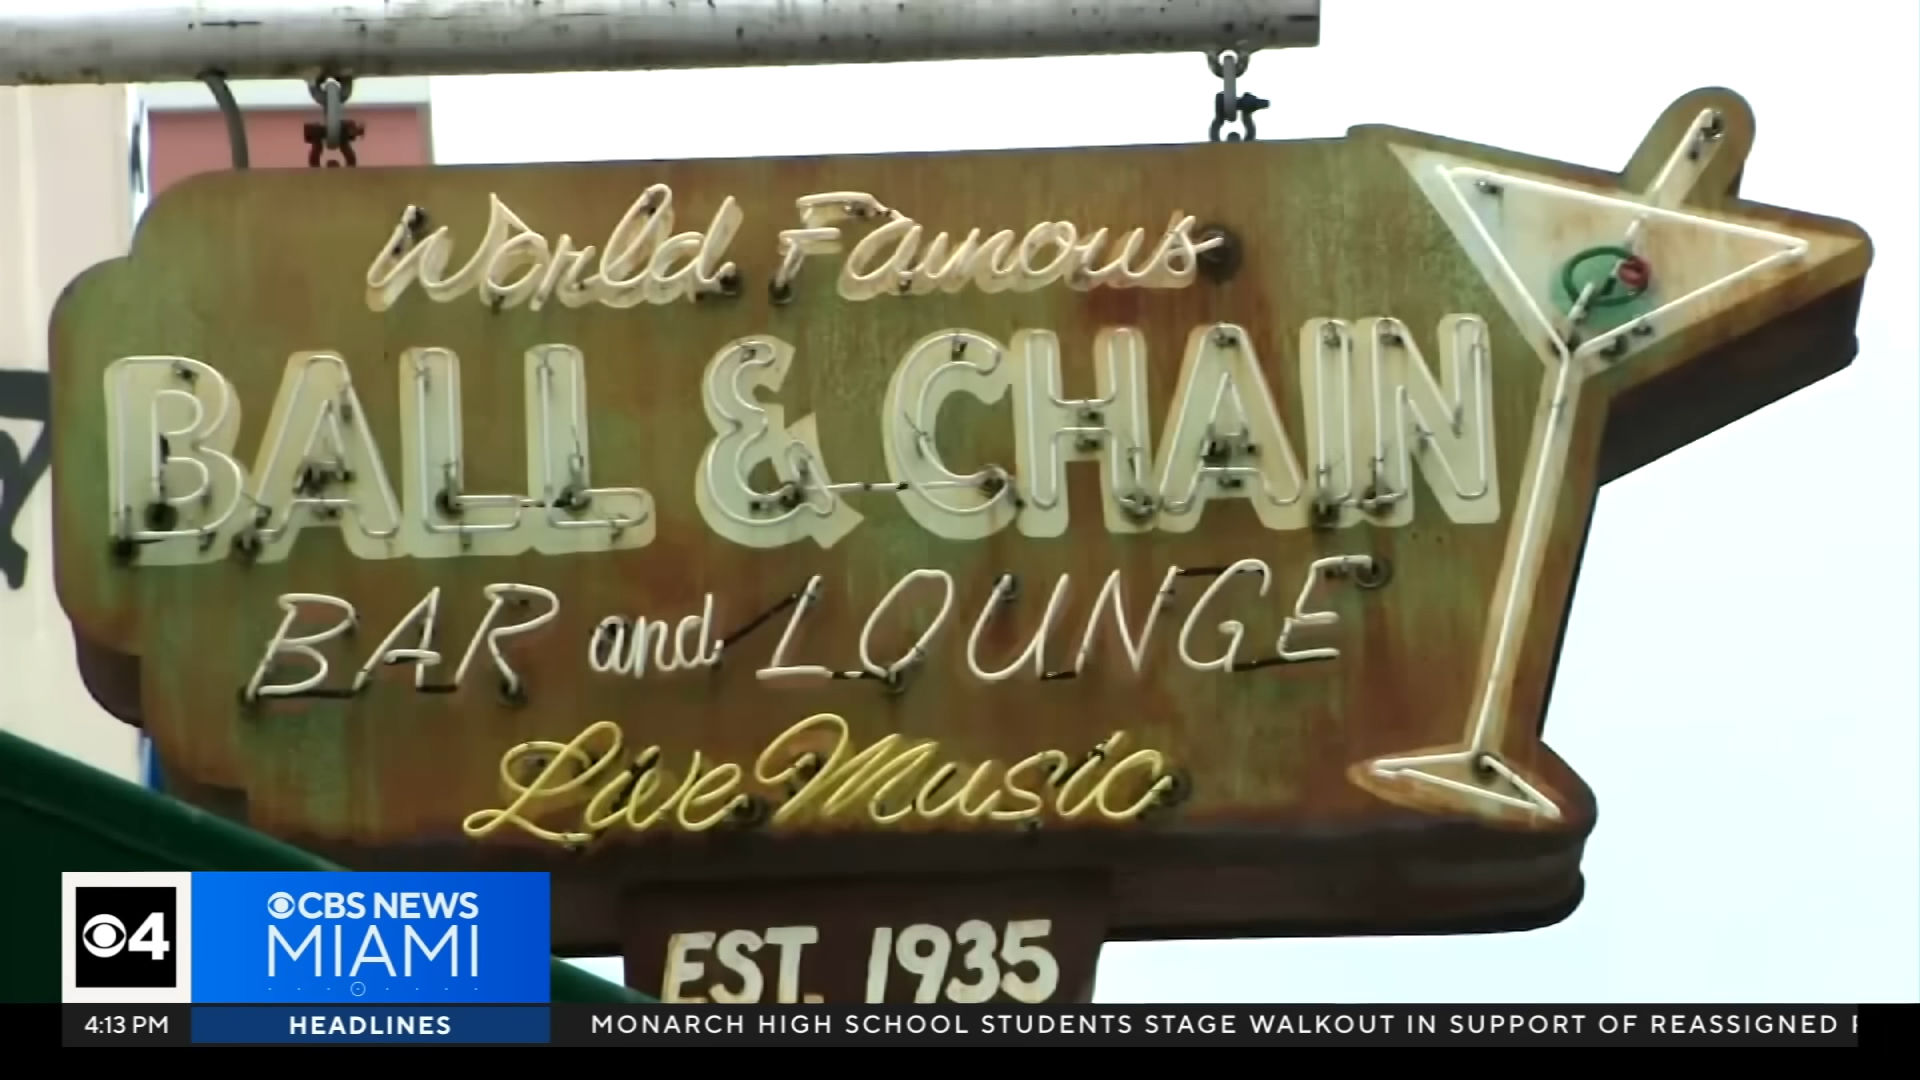 World Famous
BALL & CHAIN
BAR and LOUNGE
Live Music
EST. 1935
4 CBS NEWS
MIAMI
4:13 PM HEADLINES MONARCH HIGH SCHOOL STUDENTS STAGE WALKOUT IN SUPPORT OF REASSIGNED